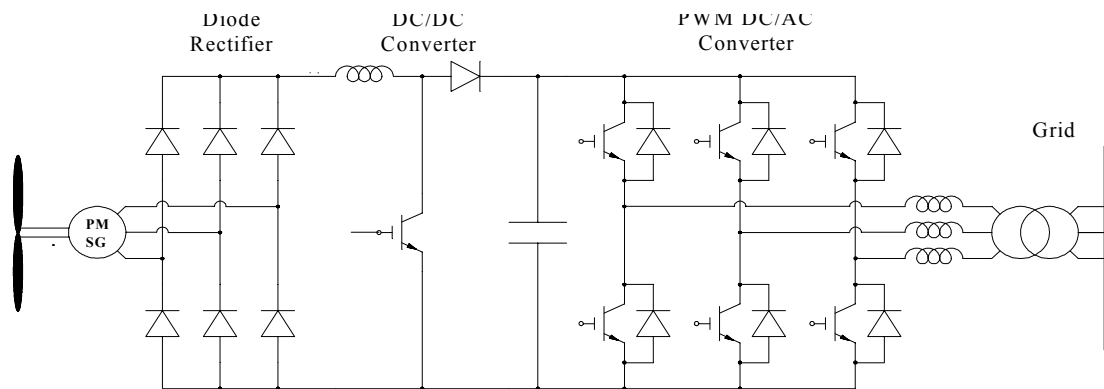 Diode
Rectifier
DC/DC
Converter
PWM DC/AC
Converter
Grid
PM
SG